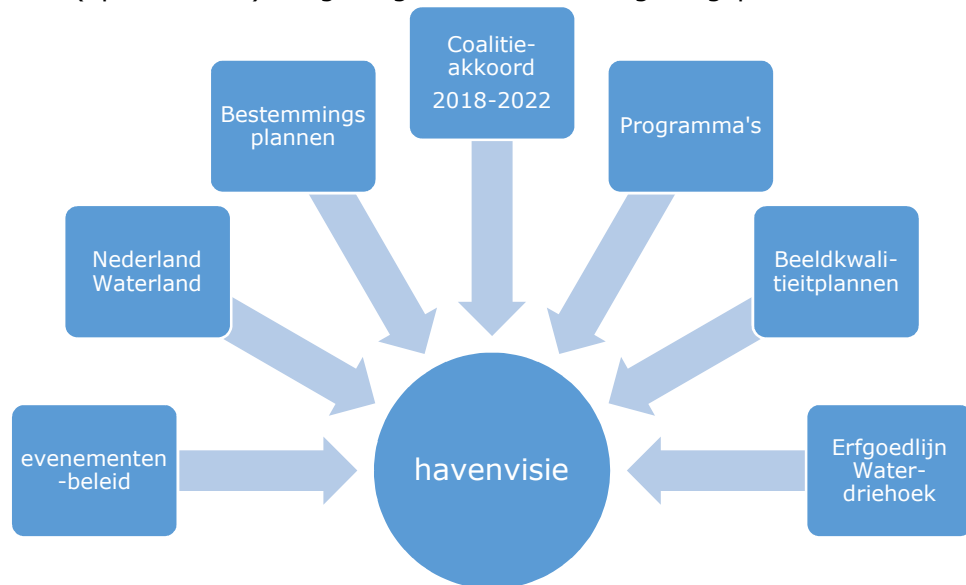 Coalitie-
akkoord
2018-2022
Bestemmings
plannen
Programma's
Nederland
Waterland
Beeldkwali-
tieitplannen
evenementen
-beleid
havenvisie
Erfgoedlijn
Water-
driehoek